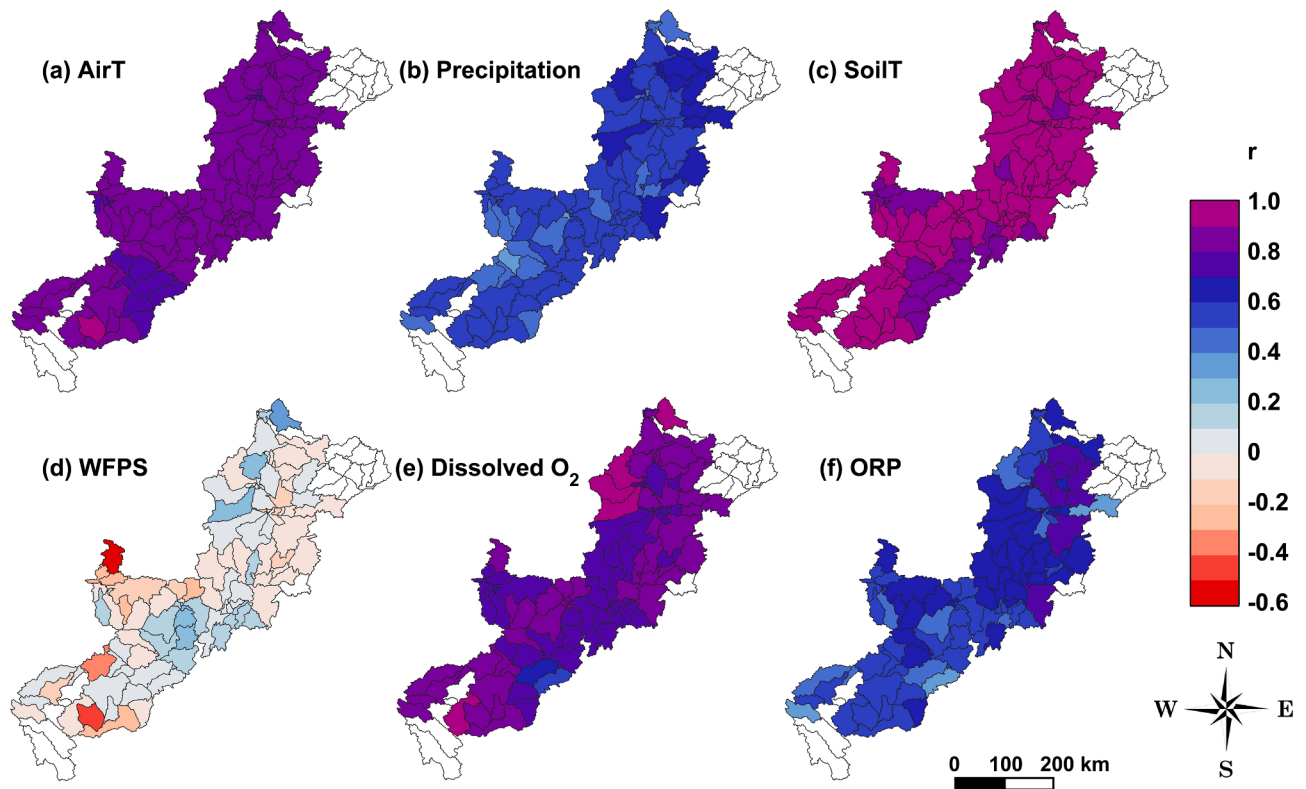 (a) AirT
(b) Precipitation
(c) SoilT
r
1.0
0.8
0.6
0.4
0.2
0
-0.2
-0.4
-0.6
(d) WFPS
(e) Dissolved O2
(f) ORP
N
W E
S
0 100 200 km